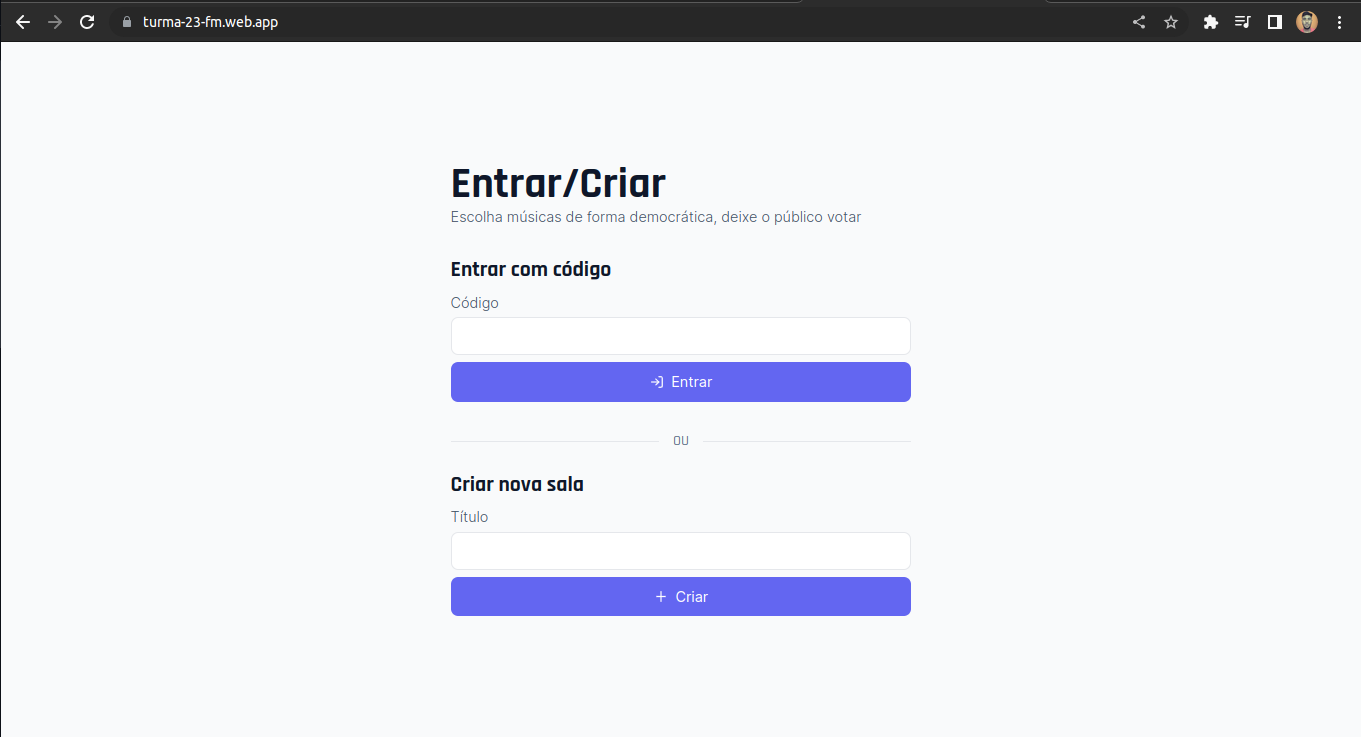 turma-23-fm.web.app
Entrar/Criar
Escolha músicas de forma democrática, deixe o público votar
Entrar com código
Código
Entrar
OU
Criar nova sala
Título
Criar